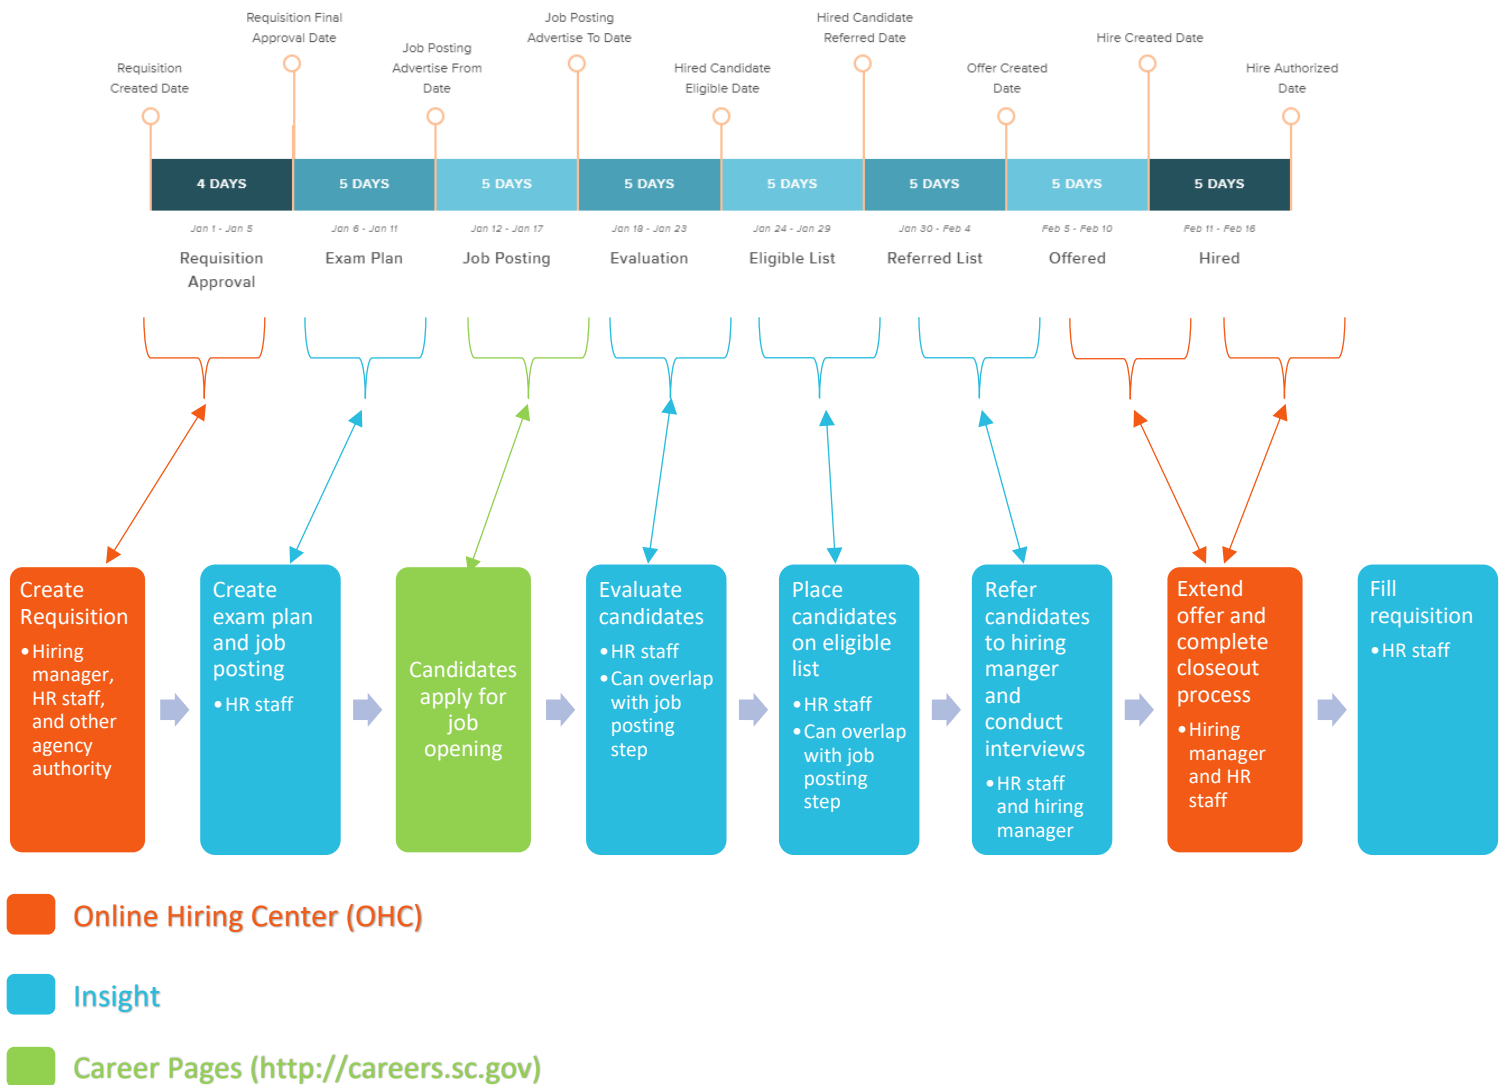 Requisition Final
Approval Date
Job Posting
Advertise To Date
Hired Candidate
Referred Date
Hire Created Date
Job Posting
Advertise From
Date
Requisition
Created Date
Hired Candidate
Eligible Date
Offer Created
Date
Hire Authorized
Date
4 DAYS
5 DAYS
5 DAYS
5 DAYS
5 DAYS
5 DAYS
5 DAYS
5 DAYS
Jan 1 - Jan 5
Jan 6 - Jan 11
Jan 12 - Jan 17
Jan 18 - Jan 23
Jan 24 - Jan 29
Jan 30 - Feb 4
Feb 5 - Feb 10
Feb 11 - Feb 16
Requisition
Approval
Exam Plan
Job Posting
Evaluation
Eligible List
Referred List
Offered
Hired
Create
Requisition
•Hiring
manager,
HR staff,
and other
agency
authority
Create
exam plan
and job
posting
•HR staff
Candidates
apply for
job
opening
Evaluate
candidates
•HR staff
•Can overlap
with job
posting
step
Place
candidates
on eligible
list
•HR staff
•Can overlap
with job
posting
step
Refer
candidates
to hiring
manger
and
conduct
interviews
•HR staff
and hiring
manager
Extend
offer and
complete
closeout
process
•Hiring
manager
and HR
staff
Fill
requisition
•HR staff
Online Hiring Center (OHC)
Insight
Career Pages (http://careers.sc.gov)